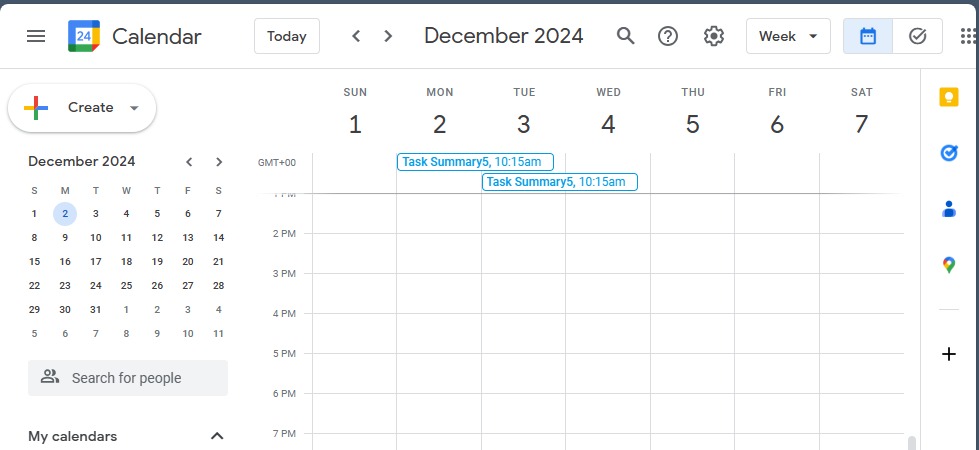 24 Calendar Today December 2024 Week
Create
SUN MON TUE WED THU FRI SAT
1 2 3 4 5 6 7
December 2024
S M T W T F S
1 2 3 4 5 6 7
8 9 10 11 12 13 14
15 16 17 18 19 20 21
22 23 24 25 26 27 28
29 30 31 1 2 3 4
5 6 7 8 9 10 11
Search for people
My calendars
GMT+00
Task Summary5, 10:15am
Task Summary5, 10:15am
1 PM
2 PM
3 PM
4 PM
5 PM
6 PM
7 PM